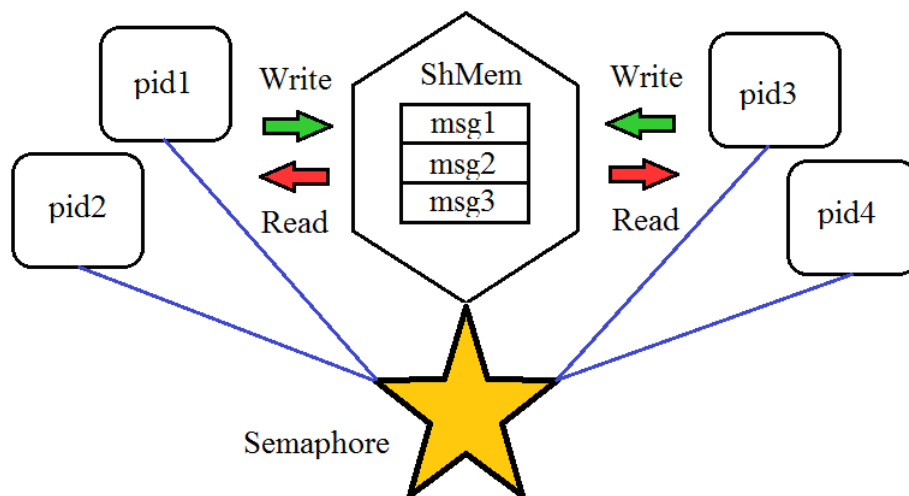 pid1
Write
ShMem
Write
pid3
msg1
msg2
msg3
pid2
Read
Read
pid4
Semaphore